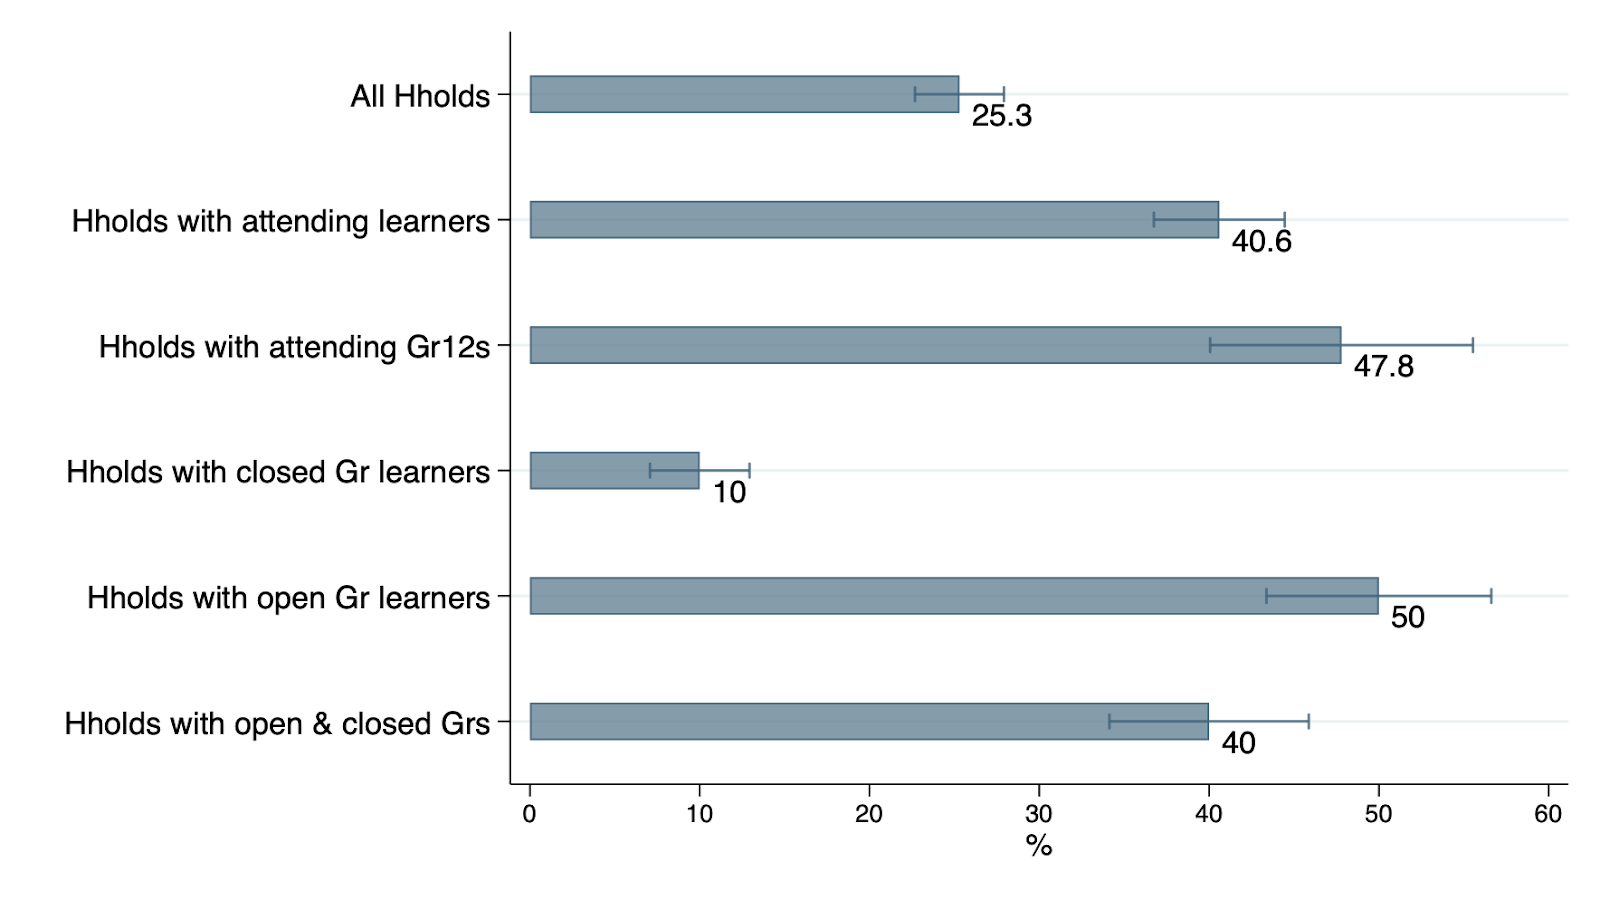 All Hholds
25.3
Hholds with attending learners
40.6
Hholds with attending Gr12s
47.8
Hholds with closed Gr learners
10
Hholds with open Gr learners
50
Hholds with open & closed Grs
40
0 10 20 30 40 50 60
%